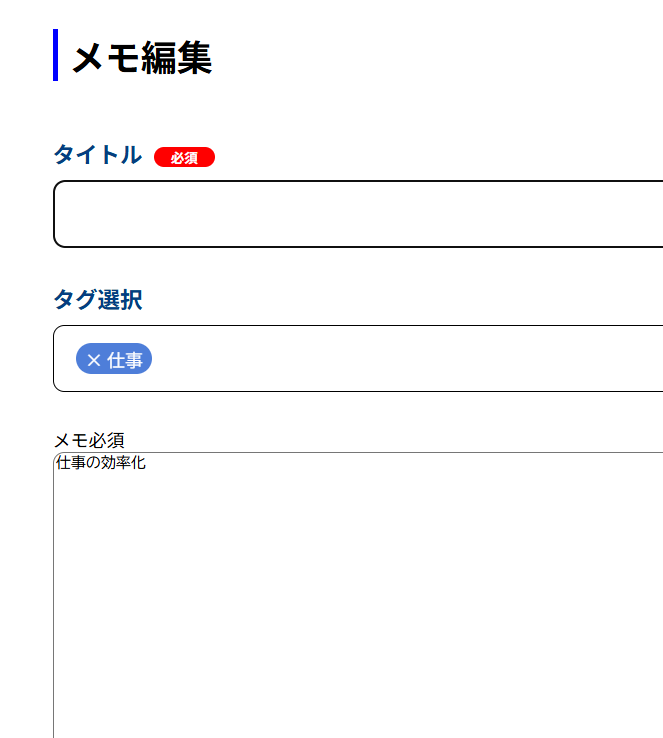 メモ編集
タイトル 必須
タグ選択
× 仕事
メモ必須
仕事の効率化